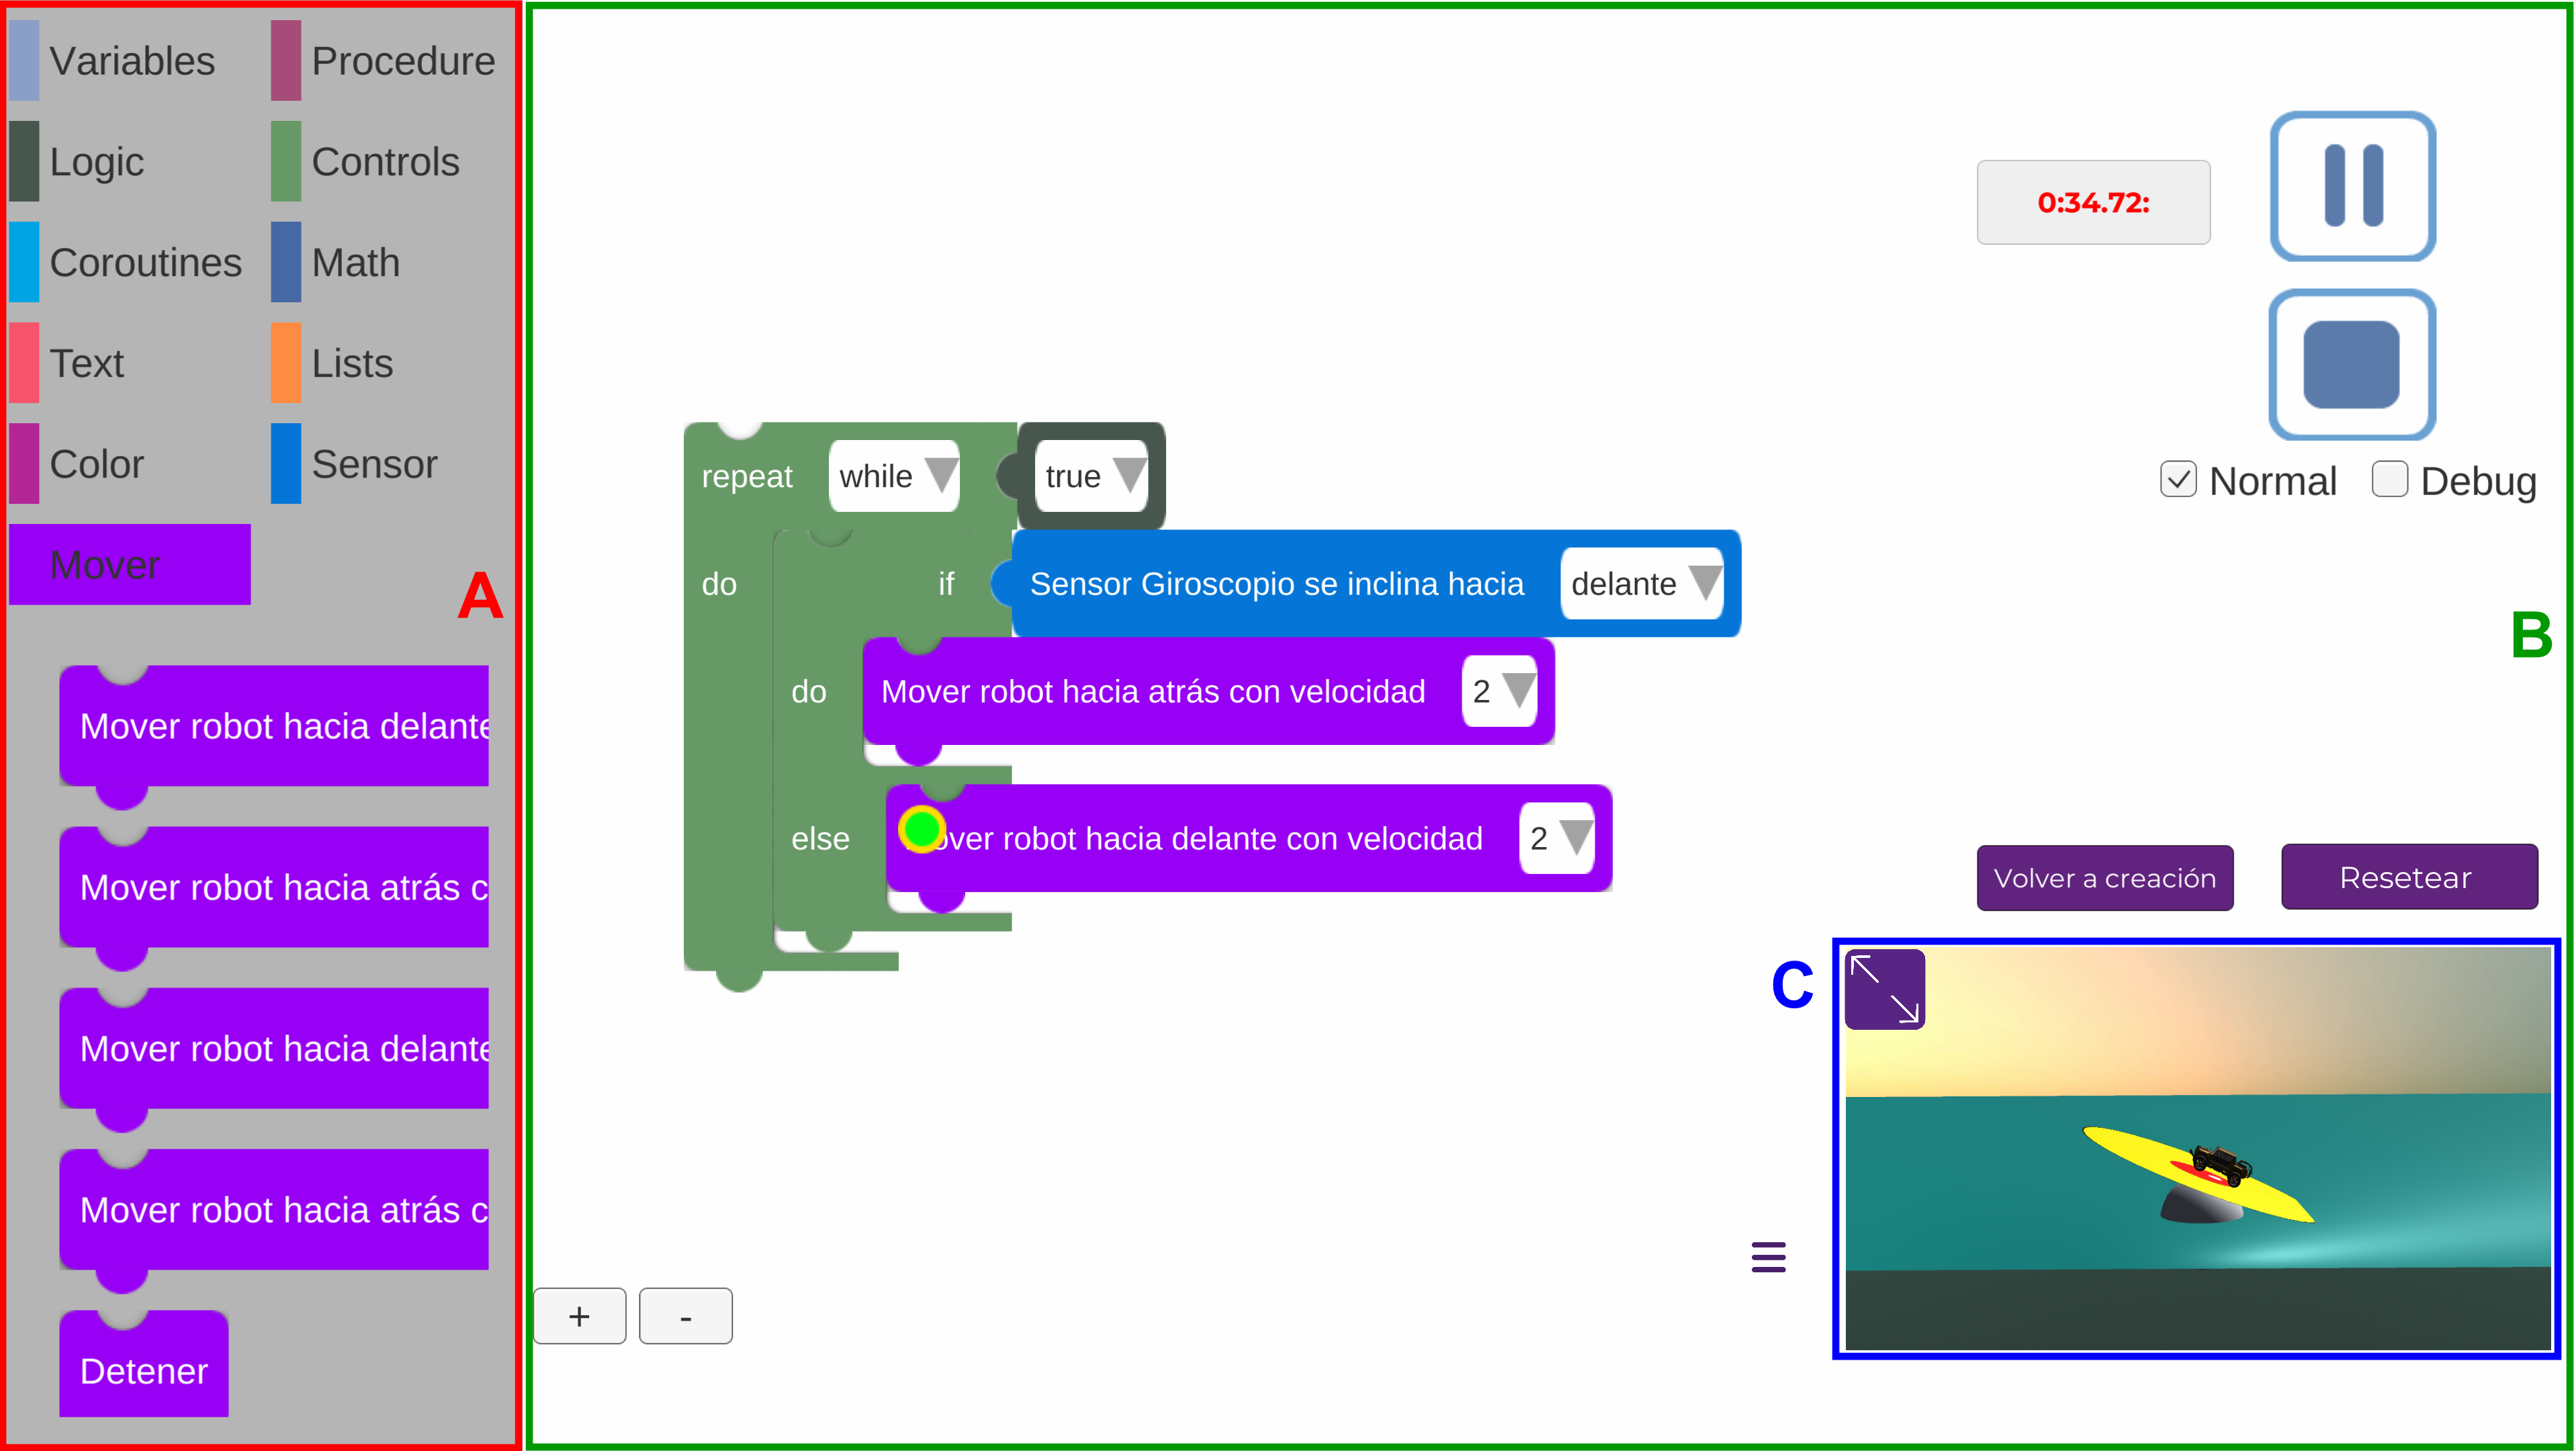 Variables Procedure
Logic Controls
Coroutines Math
Text Lists
Color Sensor
Mover
A
Mover robot hacia delante
Mover robot hacia atrás c
Mover robot hacia delante
Mover robot hacia atrás c
Detener
0:34.72:
Normal Debug
repeat while true
do if Sensor Giroscopio se inclina hacia delante
do Mover robot hacia atrás con velocidad 2
else Mover robot hacia delante con velocidad 2
B
Volver a creación Resetear
C
+ -